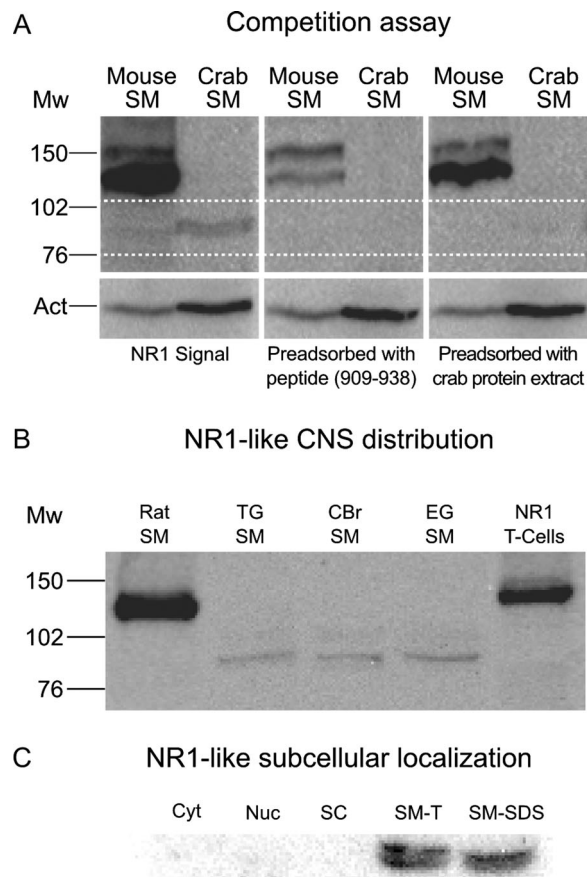 A
Competition assay
Mw
Mouse SM
Crab SM
Mouse SM
Crab SM
Mouse SM
Crab SM
150
102
76
Act
NR1 Signal
Preadsorbed with
peptide (909-938)
Preadsorbed with
crab protein extract
B
NR1-like CNS distribution
Mw
Rat SM
TG SM
CBr SM
EG SM
NR1 T-Cells
150
102
76
C
NR1-like subcellular localization
Cyt Nuc SC SM-T SM-SDS